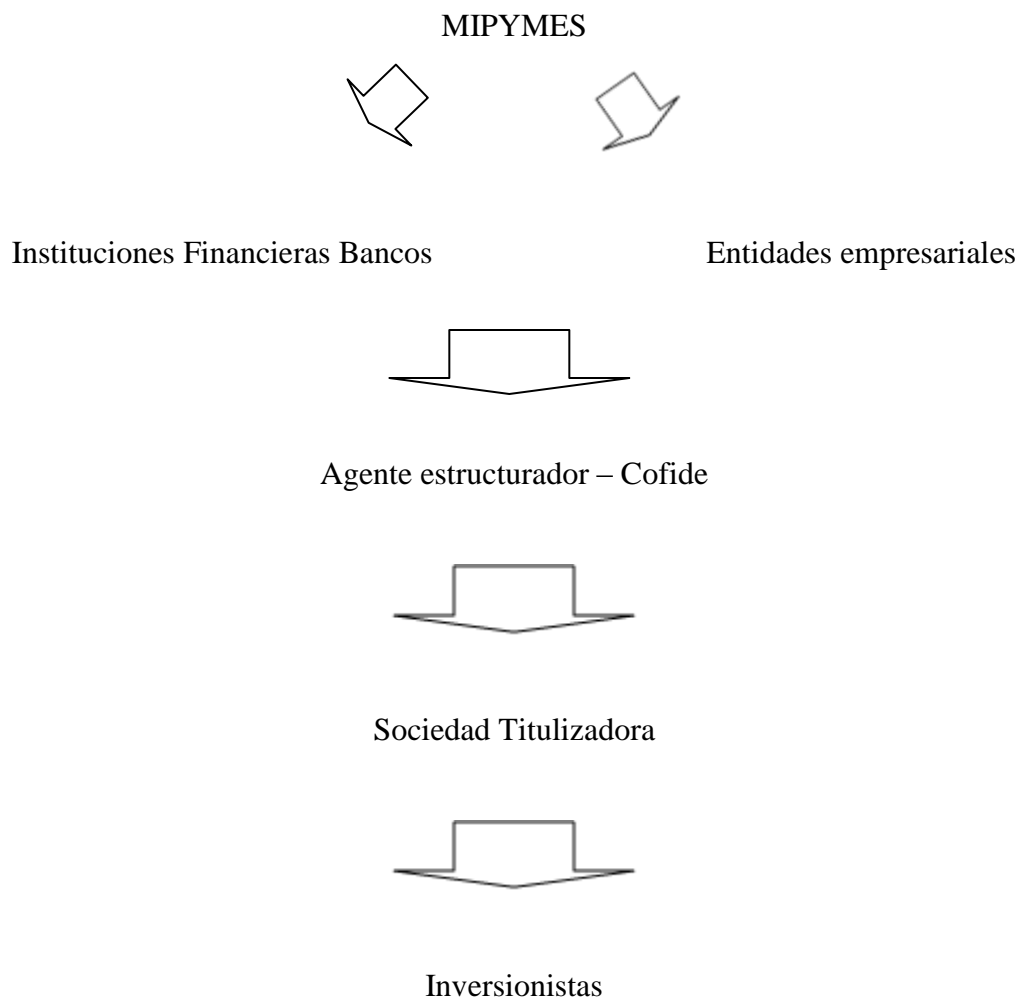 MIPYMES
Instituciones Financieras Bancos
Entidades empresariales
Agente estructurador – Cofide
Sociedad Titulizadora
Inversionistas